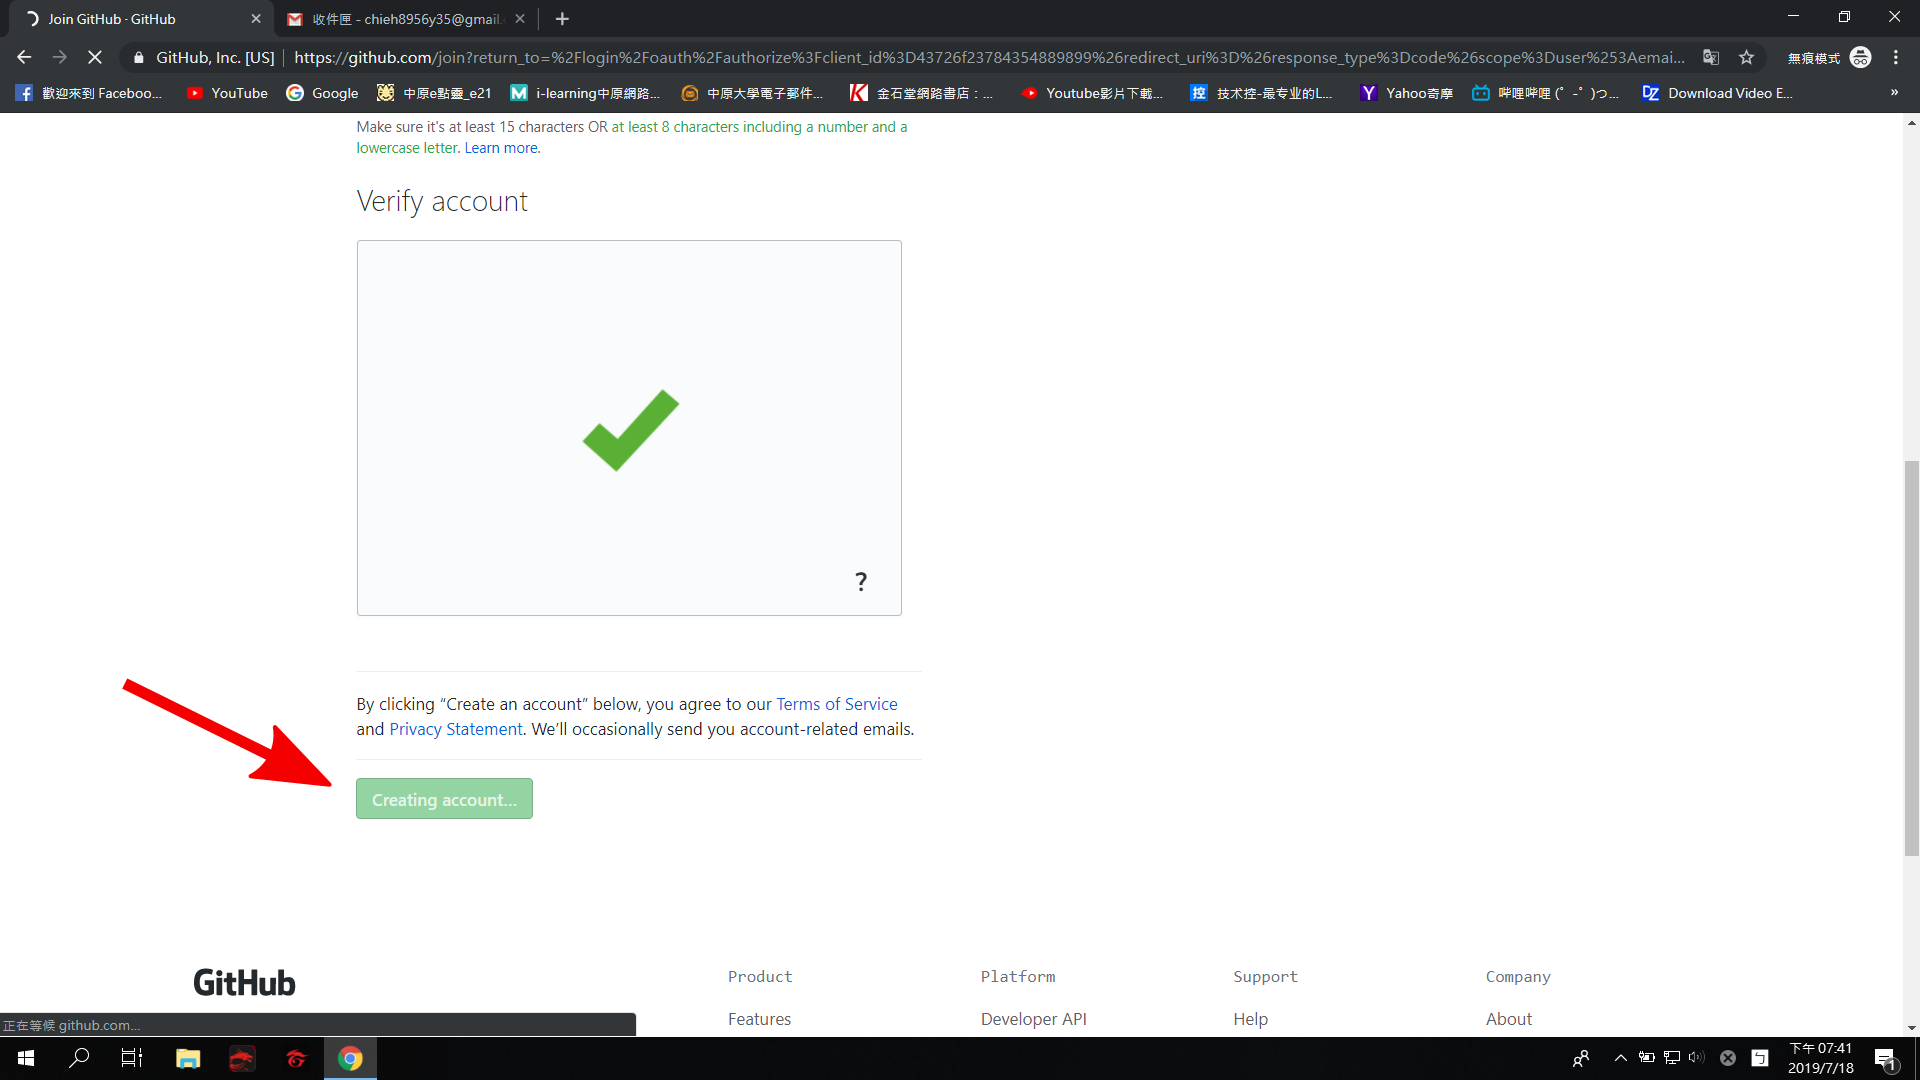 Join GitHub · GitHub
收件匣 - chieh8956y35@gmail.
GitHub, Inc. [US]
https://github.com/join?return_to=%2Flogin%2Foauth%2Fauthorize%3Fclient_id%3D43726f23784354889899%26redirect_uri%3D%26response_type%3Dcode%26scope%3Duser%253Aemai...
無痕模式
歡迎來到 Faceboo...
YouTube
Google
中原e點靈_e21
i-learning中原網路...
中原大學電子郵件...
金石堂網路書店：...
Youtube影片下載...
技术控-最专业的L...
Yahoo奇摩
哔哩哔哩 (゜-゜)つ...
Download Video E...
»
Make sure it's at least 15 characters OR at least 8 characters including a number and a
lowercase letter. Learn more.
Verify account
?
By clicking “Create an account” below, you agree to our Terms of Service
and Privacy Statement. We’ll occasionally send you account-related emails.
Creating account...
GitHub
Product
Platform
Support
Company
Features
Developer API
Help
About
正在等候 github.com...
下午 07:41
2019/7/18
1